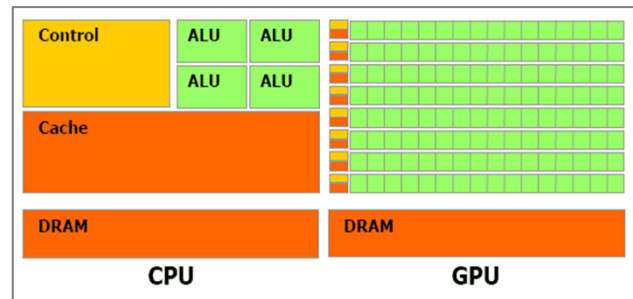 Control
ALU
ALU
ALU
ALU
Cache
DRAM
DRAM
CPU
GPU